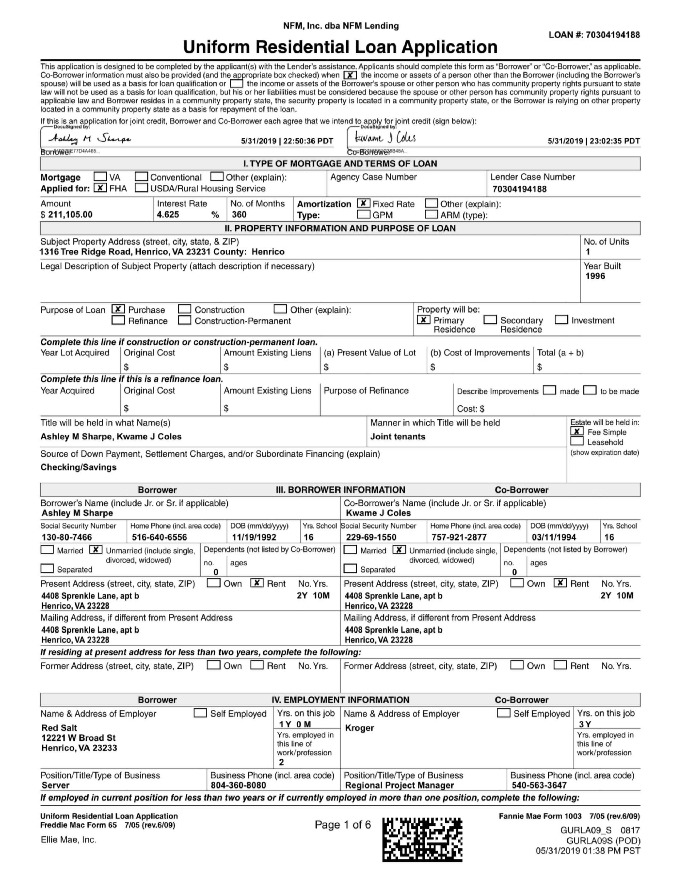 NFM, Inc. dba NFM Lending
LOAN #: 70304194188
Uniform Residential Loan Application
This application is designed to be completed by the applicant(s) with the Lender's assistance. Applicants should complete this form as "Borrower" or "Co-Borrower," as applicable.
Co-Borrower information must also be provided (and the appropriate box checked) when [X] the income or assets of a person other than the Borrower (including the Borrower's
spouse) will be used as a basis for loan qualification or [ ] the income or assets of the Borrower's spouse or other person who has community property rights pursuant to state
law will not be used as a basis for loan qualification, but his or her liabilities must be considered because the spouse or other person has community property rights pursuant to
applicable law and Borrower resides in a community property state, the security property is located in a community property state, or the Borrower is relying on other property
located in a community property state as a basis for repayment of the loan.
If this is an application for joint credit, Borrower and Co-Borrower each agree that we intend to apply for joint credit (sign below):
DocuSigned by: DocuSigned by:
Ashley M Sharpe 5/31/2019 | 22:50:36 PDT Kwame J Coles 5/31/2019 | 23:02:35 PDT
Borrower Co-Borrower
I. TYPE OF MORTGAGE AND TERMS OF LOAN
Mortgage [ ] VA [ ] Conventional [ ] Other (explain): Agency Case Number Lender Case Number
Applied for: [X] FHA [ ] USDA/Rural Housing Service 70304194188
Amount Interest Rate No. of Months Amortization [X] Fixed Rate [ ] Other (explain):
$ 211,105.00 4.625 % 360 Type: [ ] GPM [ ] ARM (type):
II. PROPERTY INFORMATION AND PURPOSE OF LOAN
Subject Property Address (street, city, state, & ZIP) No. of Units
1316 Tree Ridge Road, Henrico, VA 23231 County: Henrico 1
Legal Description of Subject Property (attach description if necessary) Year Built
1996
Purpose of Loan [X] Purchase [ ] Construction [ ] Other (explain): Property will be:
[ ] Refinance [ ] Construction-Permanent [X] Primary Residence [ ] Secondary Residence [ ] Investment
Complete this line if construction or construction-permanent loan.
Year Lot Acquired Original Cost Amount Existing Liens (a) Present Value of Lot (b) Cost of Improvements Total (a + b)
$ $ $ $ $
Complete this line if this is a refinance loan.
Year Acquired Original Cost Amount Existing Liens Purpose of Refinance Describe Improvements [ ] made [ ] to be made
$ $ Cost: $
Title will be held in what Name(s) Manner in which Title will be held Estate will be held in:
Ashley M Sharpe, Kwame J Coles Joint tenants [X] Fee Simple
[ ] Leasehold
Source of Down Payment, Settlement Charges, and/or Subordinate Financing (explain) (show expiration date)
Checking/Savings
Borrower III. BORROWER INFORMATION Co-Borrower
Borrower's Name (include Jr. or Sr. if applicable) Co-Borrower's Name (include Jr. or Sr. if applicable)
Ashley M Sharpe Kwame J Coles
Social Security Number Home Phone (incl. area code) DOB (mm/dd/yyyy) Yrs. School Social Security Number Home Phone (incl. area code) DOB (mm/dd/yyyy) Yrs. School
130-80-7466 516-640-6556 11/19/1992 16 229-69-1550 757-921-2877 03/11/1994 16
[ ] Married [X] Unmarried (include single, divorced, widowed) Dependents (not listed by Co-Borrower) [ ] Married [X] Unmarried (include single, divorced, widowed) Dependents (not listed by Borrower)
[ ] Separated no. 0 ages [ ] Separated no. 0 ages
Present Address (street, city, state, ZIP) [ ] Own [X] Rent No. Yrs. Present Address (street, city, state, ZIP) [ ] Own [X] Rent No. Yrs.
4408 Sprenkle Lane, apt b 2Y 10M 4408 Sprenkle Lane, apt b 2Y 10M
Henrico, VA 23228 Henrico, VA 23228
Mailing Address, if different from Present Address Mailing Address, if different from Present Address
4408 Sprenkle Lane, apt b 4408 Sprenkle Lane, apt b
Henrico, VA 23228 Henrico, VA 23228
If residing at present address for less than two years, complete the following:
Former Address (street, city, state, ZIP) [ ] Own [ ] Rent No. Yrs. Former Address (street, city, state, ZIP) [ ] Own [ ] Rent No. Yrs.
Borrower IV. EMPLOYMENT INFORMATION Co-Borrower
Name & Address of Employer [ ] Self Employed Yrs. on this job Name & Address of Employer [ ] Self Employed Yrs. on this job
1 Y 0 M 3 Y
Red Salt Kroger
12221 W Broad St
Henrico, VA 23233
Yrs. employed in this line of work/profession Yrs. employed in this line of work/profession
2
Position/Title/Type of Business Business Phone (incl. area code) Position/Title/Type of Business Business Phone (incl. area code)
Server 804-360-8080 Regional Project Manager 540-563-3647
If employed in current position for less than two years or if currently employed in more than one position, complete the following:
Uniform Residential Loan Application Fannie Mae Form 1003 7/05 (rev.6/09)
Freddie Mac Form 65 7/05 (rev.6/09) Page 1 of 6 GURLA09_S 0817
Ellie Mae, Inc. GURLA09S (POD)
05/31/2019 01:38 PM PST